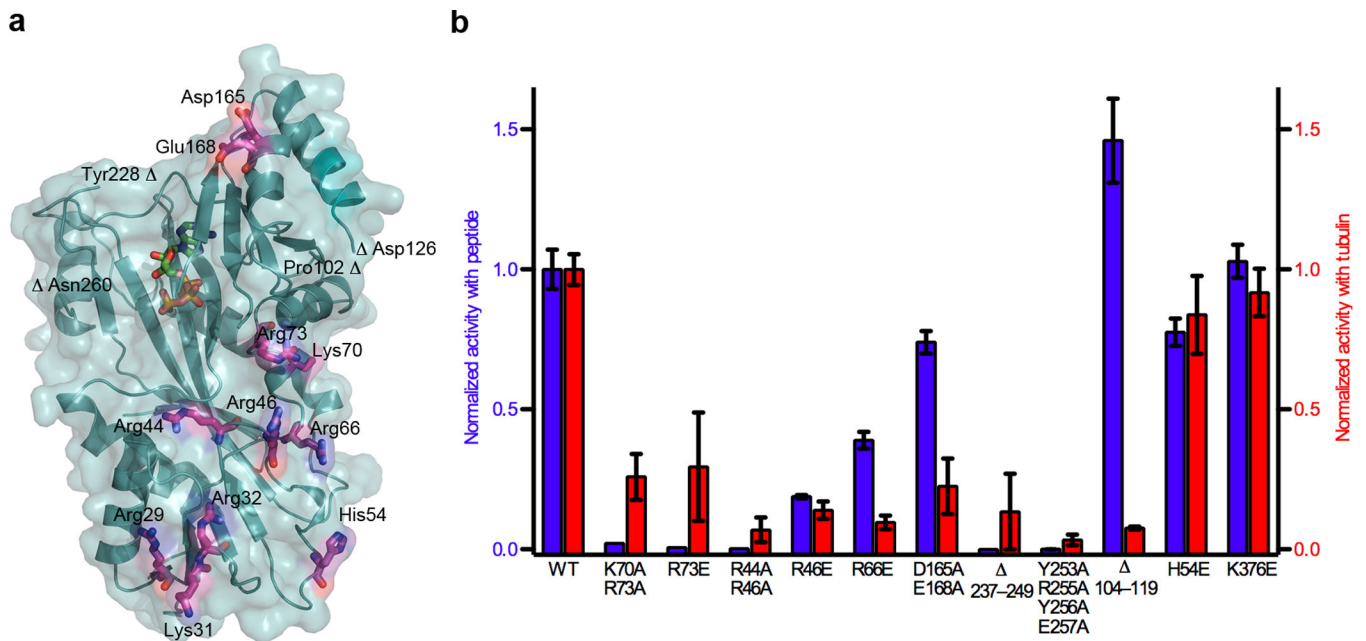 a
b
Asp165
Glu168
Tyr228 Δ
Δ Asp126
Pro102 Δ
Δ Asn260
Arg73
Lys70
Arg46
Arg44
Arg66
Arg32
Arg29
His54
Lys31
Normalized activity with peptide
1.5
1.0
0.5
0.0
WT
K70A
R73A
R73E
R44A
R46A
R46E
R66E
D165A
E168A
Δ
237–249
Y253A
R255A
Y256A
E257A
Δ
104–119
H54E
K376E
1.5
1.0
0.5
0.0
Normalized activity with tubulin